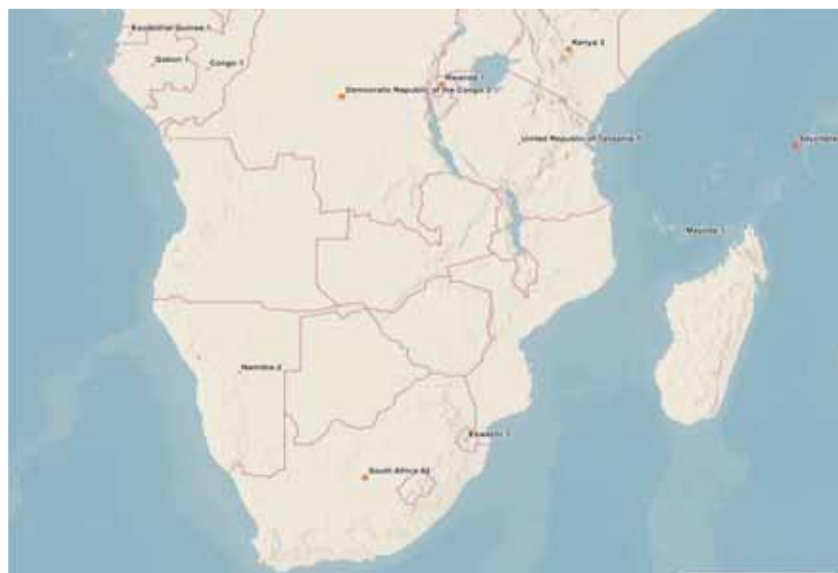 Equatorial Guinea 1
Gabon 1
Congo 1
Kenya 3
Rwanda 1
Democratic Republic of the Congo 2
United Republic of Tanzania 1
Mayotte 1
Namibia 2
Eswatini 1
South Africa